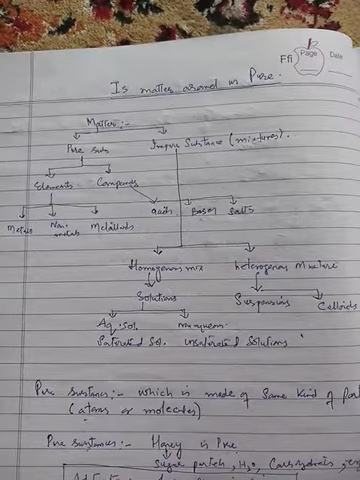 Ffi Page
Date
Is matter around us Pure.
Matter:-
Pure sub Impure Substance (mixtures).
Elements Compounds
Metals Non-metals Metalloids acids Bases Salts
Homogenous mix heterogenous Mixture
Solutions Suspensions Colloids
Aq. Sol. nonaqueous
Saturated Sol. unsaturated Solutions
Pure substance:- which is made of Same Kind of
(atoms or molecules)
Pure substances:- Honey is Pure
Sugar , H₂O, Carbohydrates,